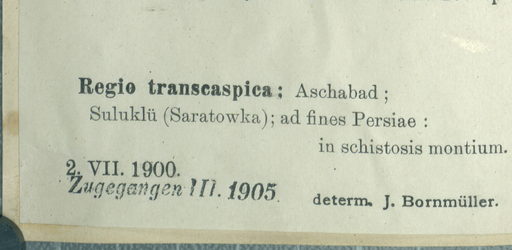 Regio transcaspica: Aschabad;
Suluklü (Saratowka); ad fines Persiae:
in schistosis montium.
2. VII. 1900.
Zugegangen III. 1905.
determ. J. Bornmüller.